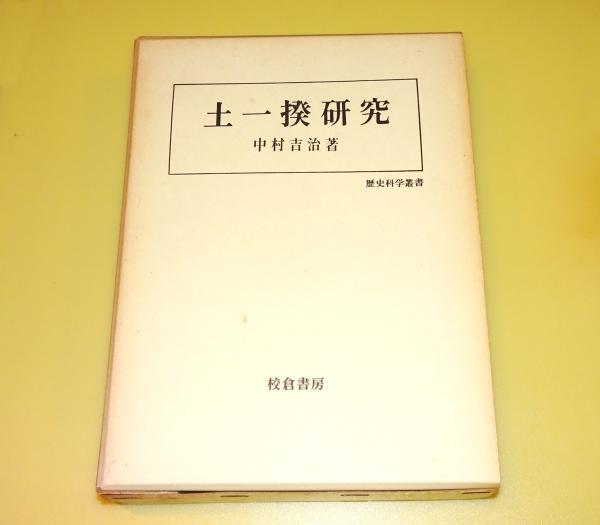 土一揆研究
中村吉治著
歴史科学叢書
校倉書房